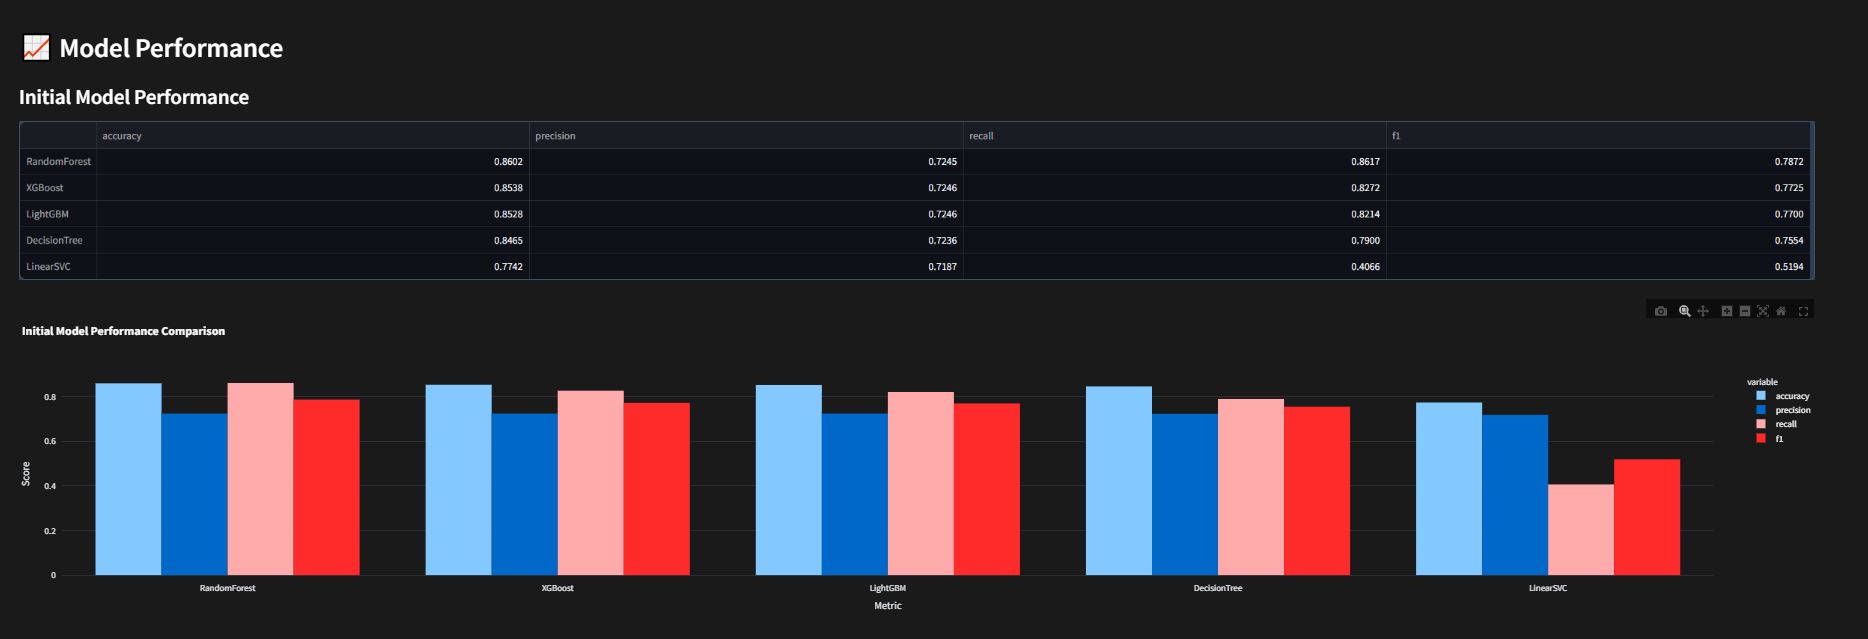 📈 Model Performance
Initial Model Performance
accuracy precision recall f1
RandomForest 0.8602 0.7245 0.8617 0.7872
XGBoost 0.8538 0.7246 0.8272 0.7725
LightGBM 0.8528 0.7246 0.8214 0.7700
DecisionTree 0.8465 0.7236 0.7900 0.7554
LinearSVC 0.7742 0.7187 0.4066 0.5194
Initial Model Performance Comparison
variable
accuracy
precision
recall
f1
0.8
0.6
0.4
0.2
0
Score
RandomForest XGBoost LightGBM DecisionTree LinearSVC
Metric